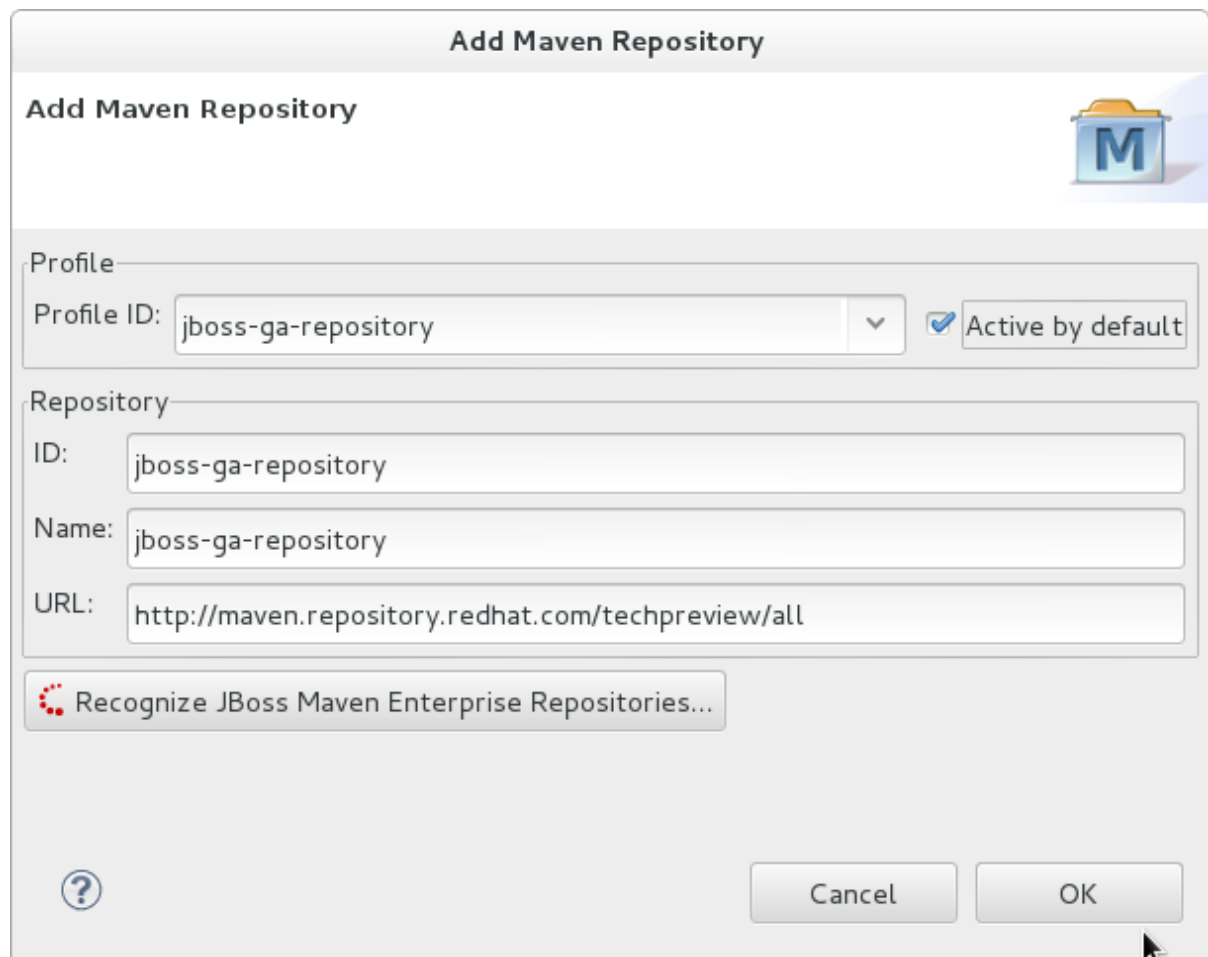 Add Maven Repository
Add Maven Repository
M
Profile
Profile ID: jboss-ga-repository Active by default
Repository
ID: jboss-ga-repository
Name: jboss-ga-repository
URL: http://maven.repository.redhat.com/techpreview/all
Recognize JBoss Maven Enterprise Repositories...
? Cancel OK